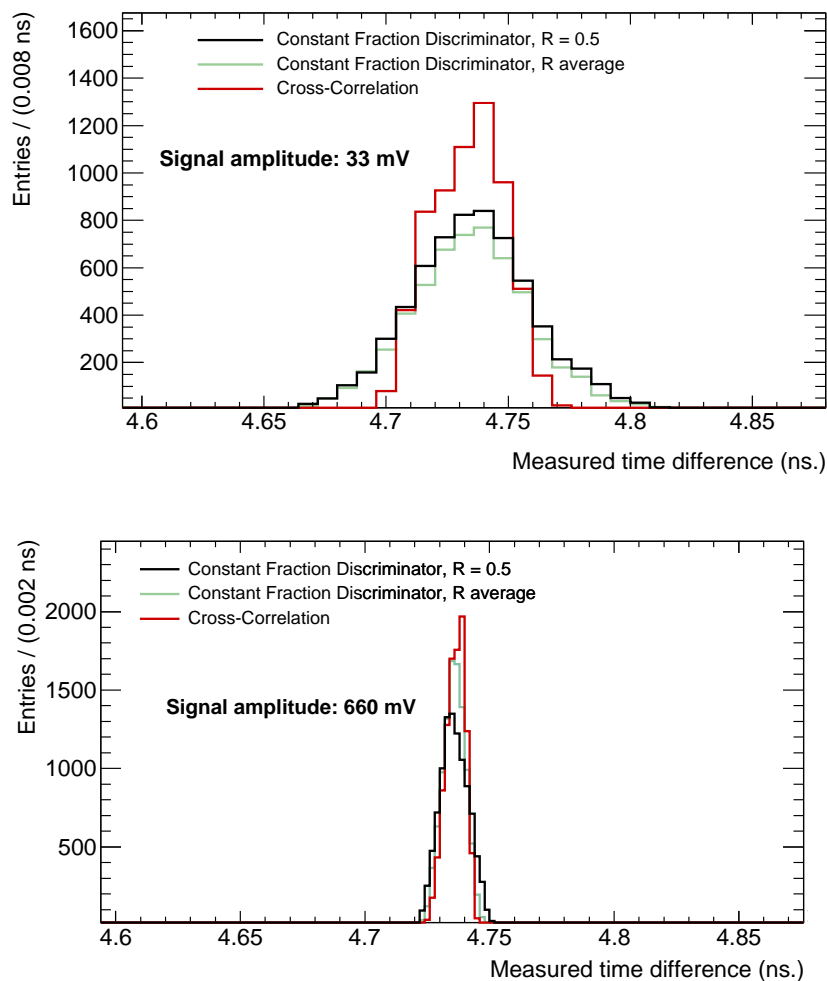 Entries / (0.008 ns)
1600
1400
1200
1000
800
600
400
200
Constant Fraction Discriminator, R = 0.5
Constant Fraction Discriminator, R average
Cross-Correlation
Signal amplitude: 33 mV
4.6 4.65 4.7 4.75 4.8 4.85
Measured time difference (ns.)
Entries / (0.002 ns)
2000
1500
1000
500
Constant Fraction Discriminator, R = 0.5
Constant Fraction Discriminator, R average
Cross-Correlation
Signal amplitude: 660 mV
4.6 4.65 4.7 4.75 4.8 4.85
Measured time difference (ns.)